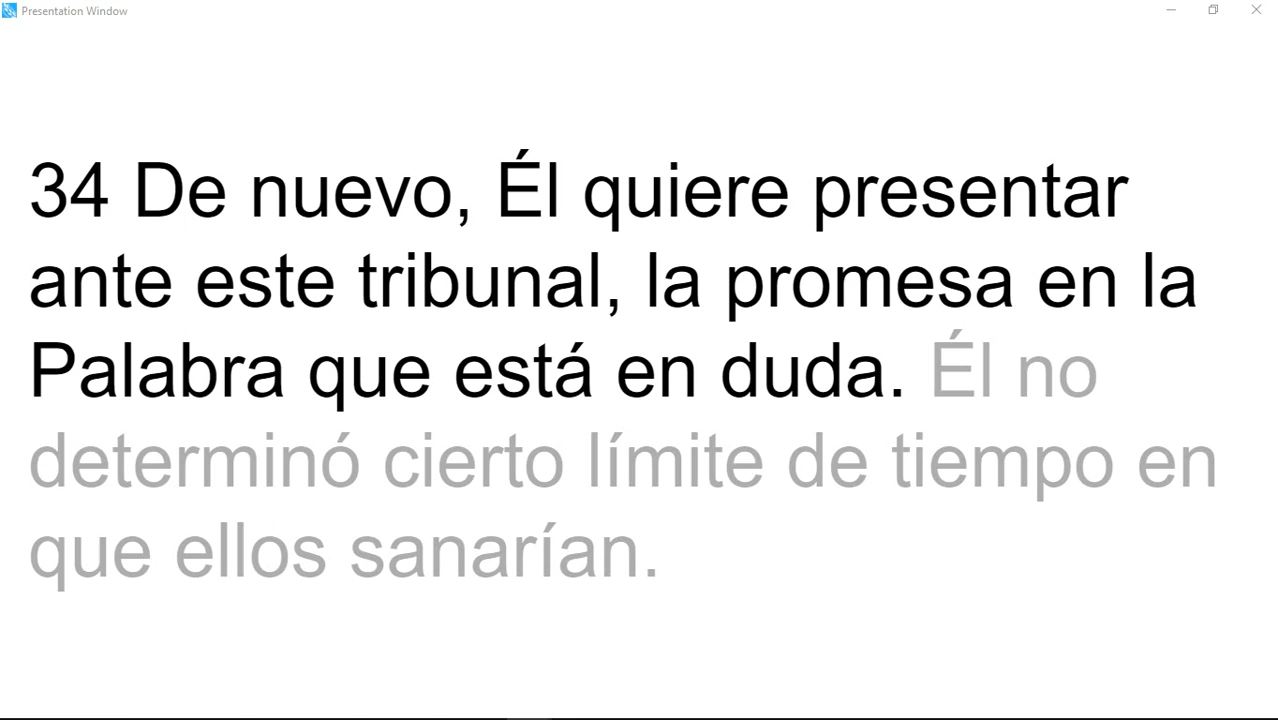 Presentation Window
34 De nuevo, Él quiere presentar
ante este tribunal, la promesa en la
Palabra que está en duda. Él no
determinó cierto límite de tiempo en
que ellos sanarían.